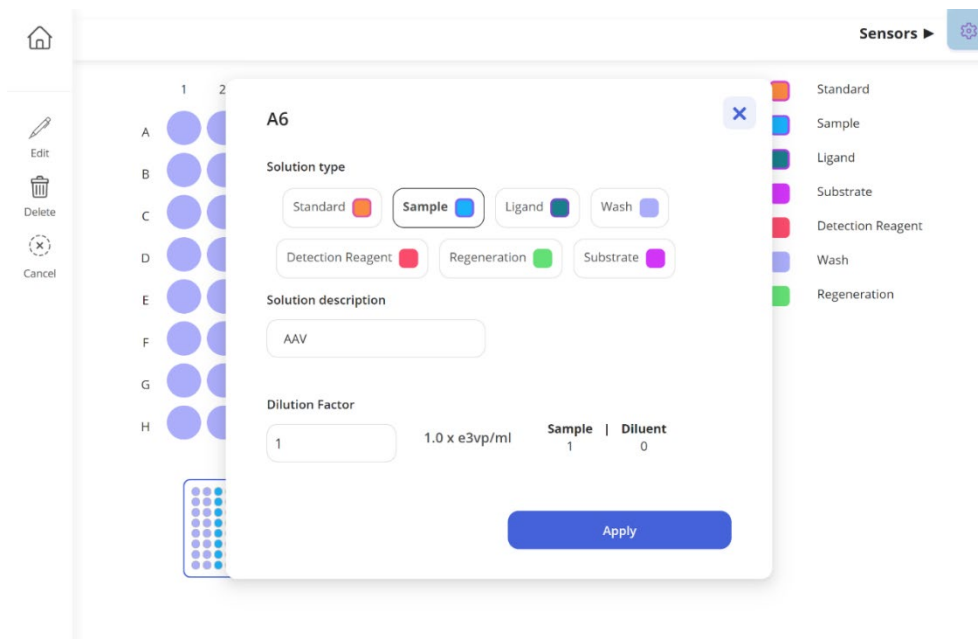 Sensors ▶
Edit
Delete
Cancel
1 2
A
B
C
D
E
F
G
H
A6
Solution type
Standard Sample Ligand Wash
Detection Reagent Regeneration Substrate
Solution description
AAV
Dilution Factor
1 1.0 x e3vp/ml Sample | Diluent
1 0
Apply
Standard
Sample
Ligand
Substrate
Detection Reagent
Wash
Regeneration